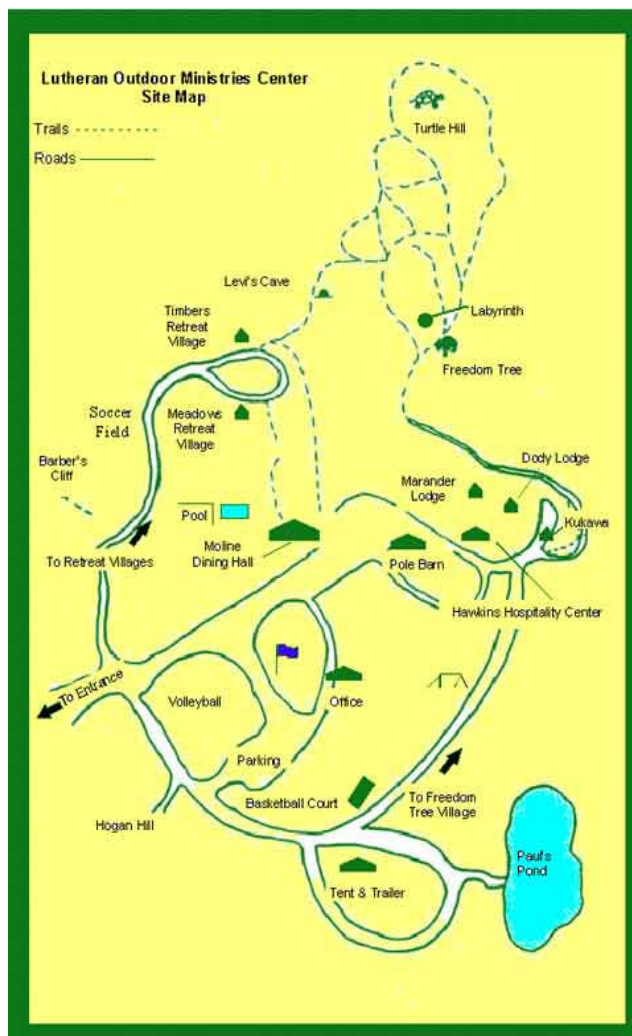 Lutheran Outdoor Ministries Center
Site Map
Trails
Roads
Turtle Hill
Levi's Cave
Timbers
Retreat
Village
Labyrinth
Freedom Tree
Soccer
Field
Meadows
Retreat
Village
Barber's
Cliff
Dody Lodge
Marander
Lodge
Pool
Kukawa
To Retreat Villages
Moline
Dining Hall
Pole Barn
Hawkins Hospitality Center
To Entrance
Volleyball
Office
Parking
Basketball Court
To Freedom
Tree Village
Hogan Hill
Paul's
Pond
Tent & Trailer